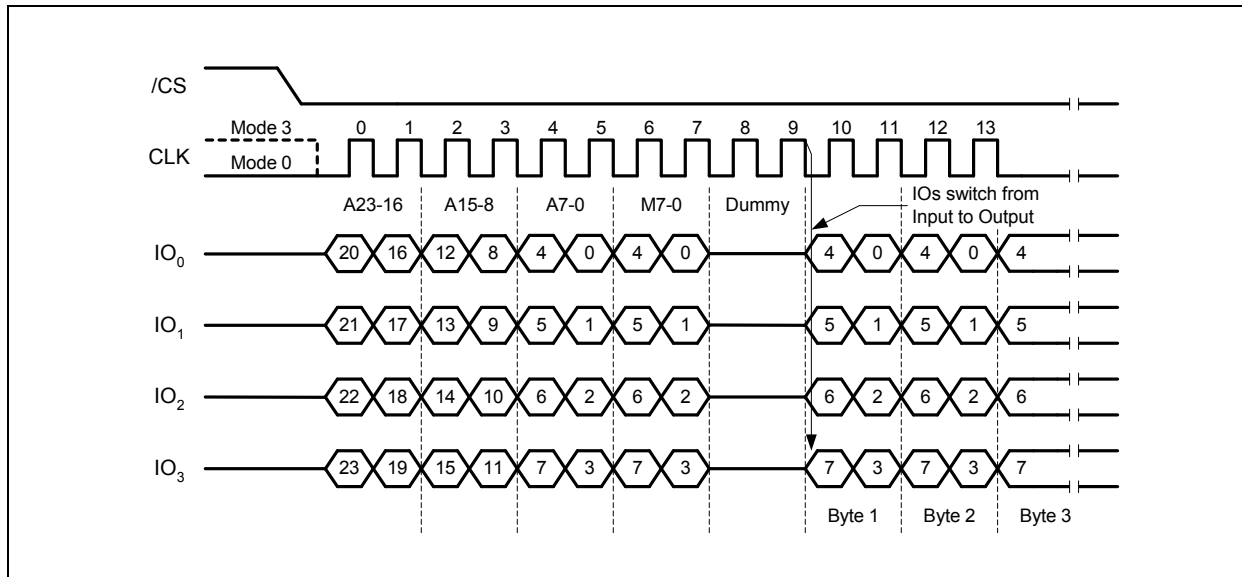 /CS
Mode 3 0 1 2 3 4 5 6 7 8 9 10 11 12 13
CLK
Mode 0
A23-16 A15-8 A7-0 M7-0 Dummy
IOs switch from
Input to Output
IO0 20 16 12 8 4 0 4 0 4 0 4 0 4
IO1 21 17 13 9 5 1 5 1 5 1 5 1 5
IO2 22 18 14 10 6 2 6 2 6 2 6 2 6
IO3 23 19 15 11 7 3 7 3 7 3 7 3 7
Byte 1 Byte 2 Byte 3